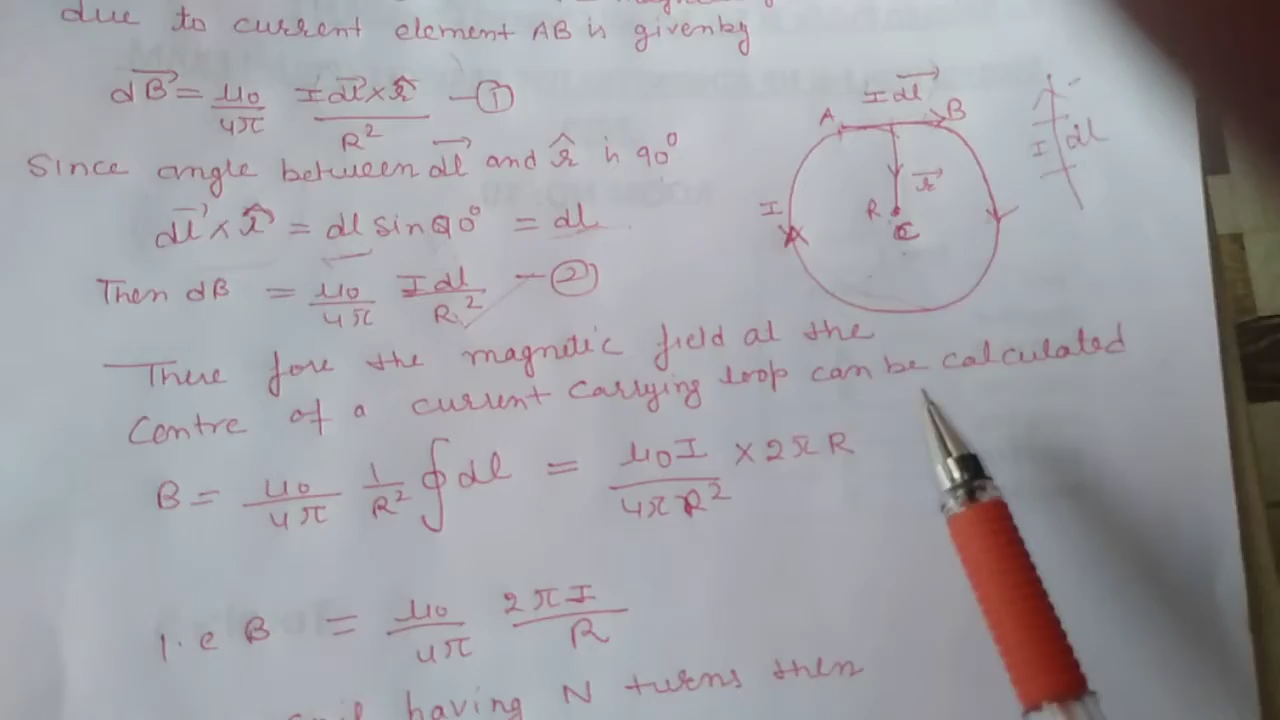 due to current element AB is given by
dB⃗ = μ0/4π I dl⃗ × r̂ / R² — ①
Since angle between dl⃗ and r̂ is 90°
dl⃗ × r̂ = dl sin 90° = dl
Then dB = μ0/4π I dl / R² — ②
There fore the magnetic field at the
centre of a current carrying loop can be calculated
B = μ0/4π 1/R² ∮ dl = μ0 I / 4π R² × 2π R
i.e B = μ0/4π 2πI / R
having N turns then
I dl⃗
A
B
I
r⃗
R
C
I
dl